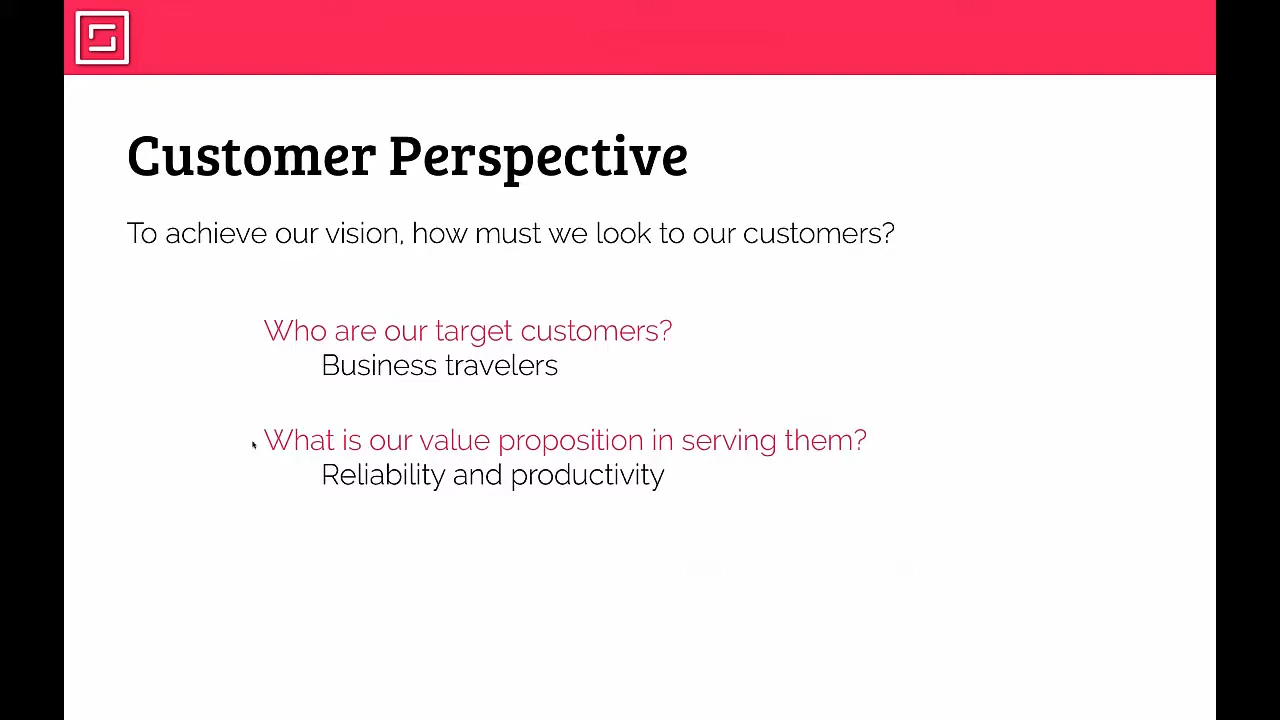 Customer Perspective
To achieve our vision, how must we look to our customers?
Who are our target customers?
Business travelers
What is our value proposition in serving them?
Reliability and productivity